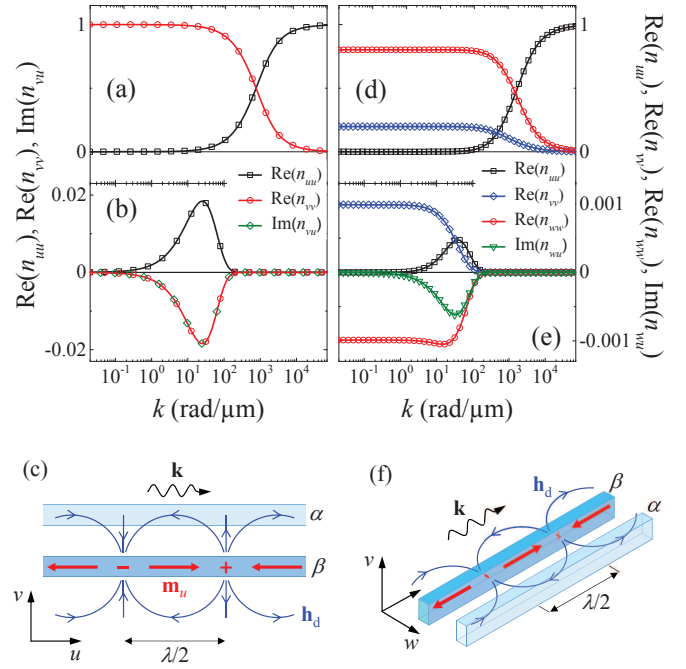 1
(a)
0
0.02
Re(n_uu)
Re(n_vv)
Im(n_vu)
(b)
0
-0.02
Re(n_uu), Re(n_vv), Im(n_vu)
10^-1 10^0 10^1 10^2 10^3 10^4
k (rad/µm)
(d)
1
0
Re(n_uu)
Re(n_vv)
Re(n_ww)
Im(n_wu)
0.001
0
-0.001
(e)
Re(n_uu), Re(n_vv), Re(n_ww), Im(n_wu)
10^-1 10^0 10^1 10^2 10^3 10^4
k (rad/µm)
(c)
k
α
β
- +
m_u
h_d
v
u
λ/2
(f)
k
h_d
β
α
v
w
λ/2